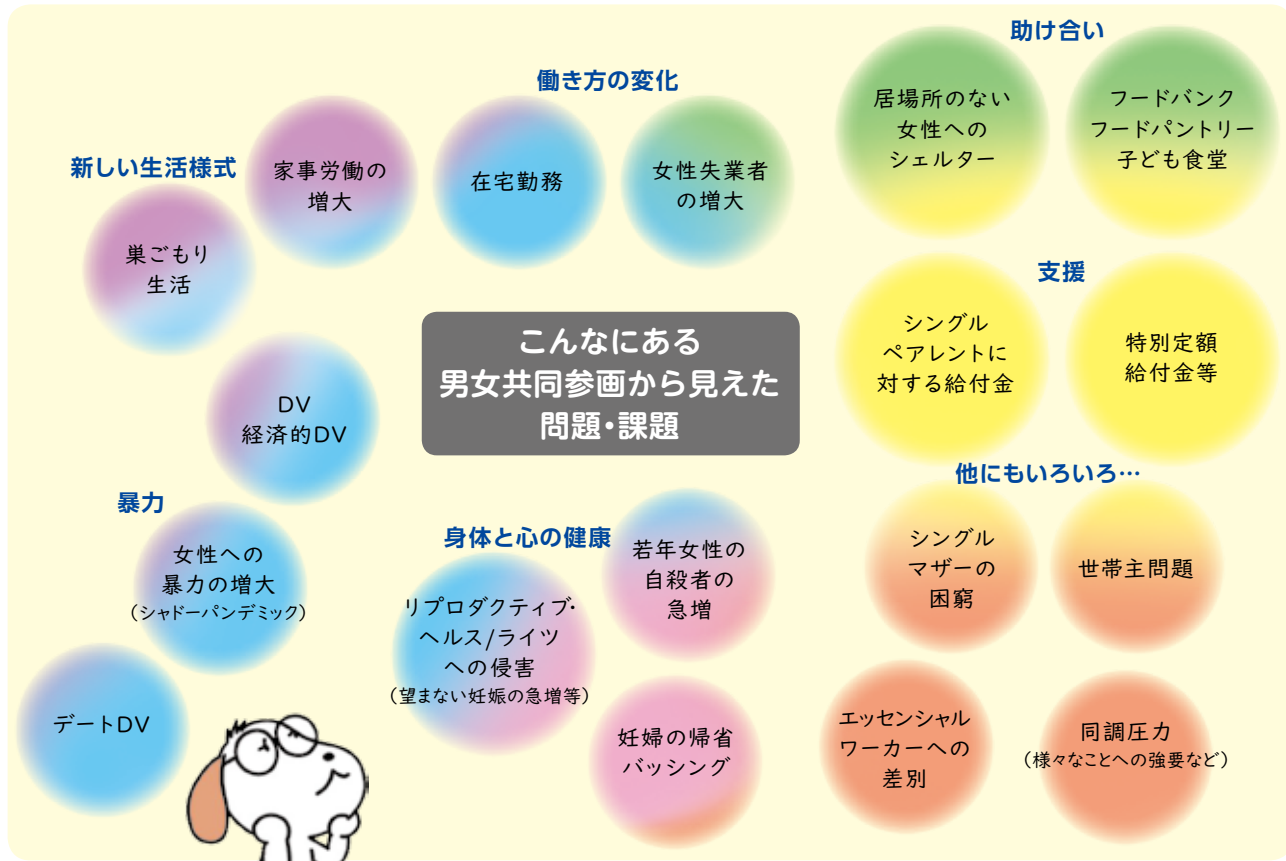 こんなにある
男女共同参画から見えた
問題・課題
新しい生活様式
巣ごもり
生活
家事労働の
増大
働き方の変化
在宅勤務
女性失業者
の増大
助け合い
居場所のない
女性への
シェルター
フードバンク
フードパントリー
子ども食堂
支援
シングル
ペアレントに
対する給付金
特別定額
給付金等
暴力
DV
経済的DV
女性への
暴力の増大
（シャドーパンデミック）
デートDV
身体と心の健康
リプロダクティブ・
ヘルス/ライツ
への侵害
（望まない妊娠の急増等）
若年女性の
自殺者の
急増
妊婦の帰省
バッシング
他にもいろいろ…
シングル
マザーの
困窮
世帯主問題
エッセンシャル
ワーカーへの
差別
同調圧力
（様々なことへの強要など）